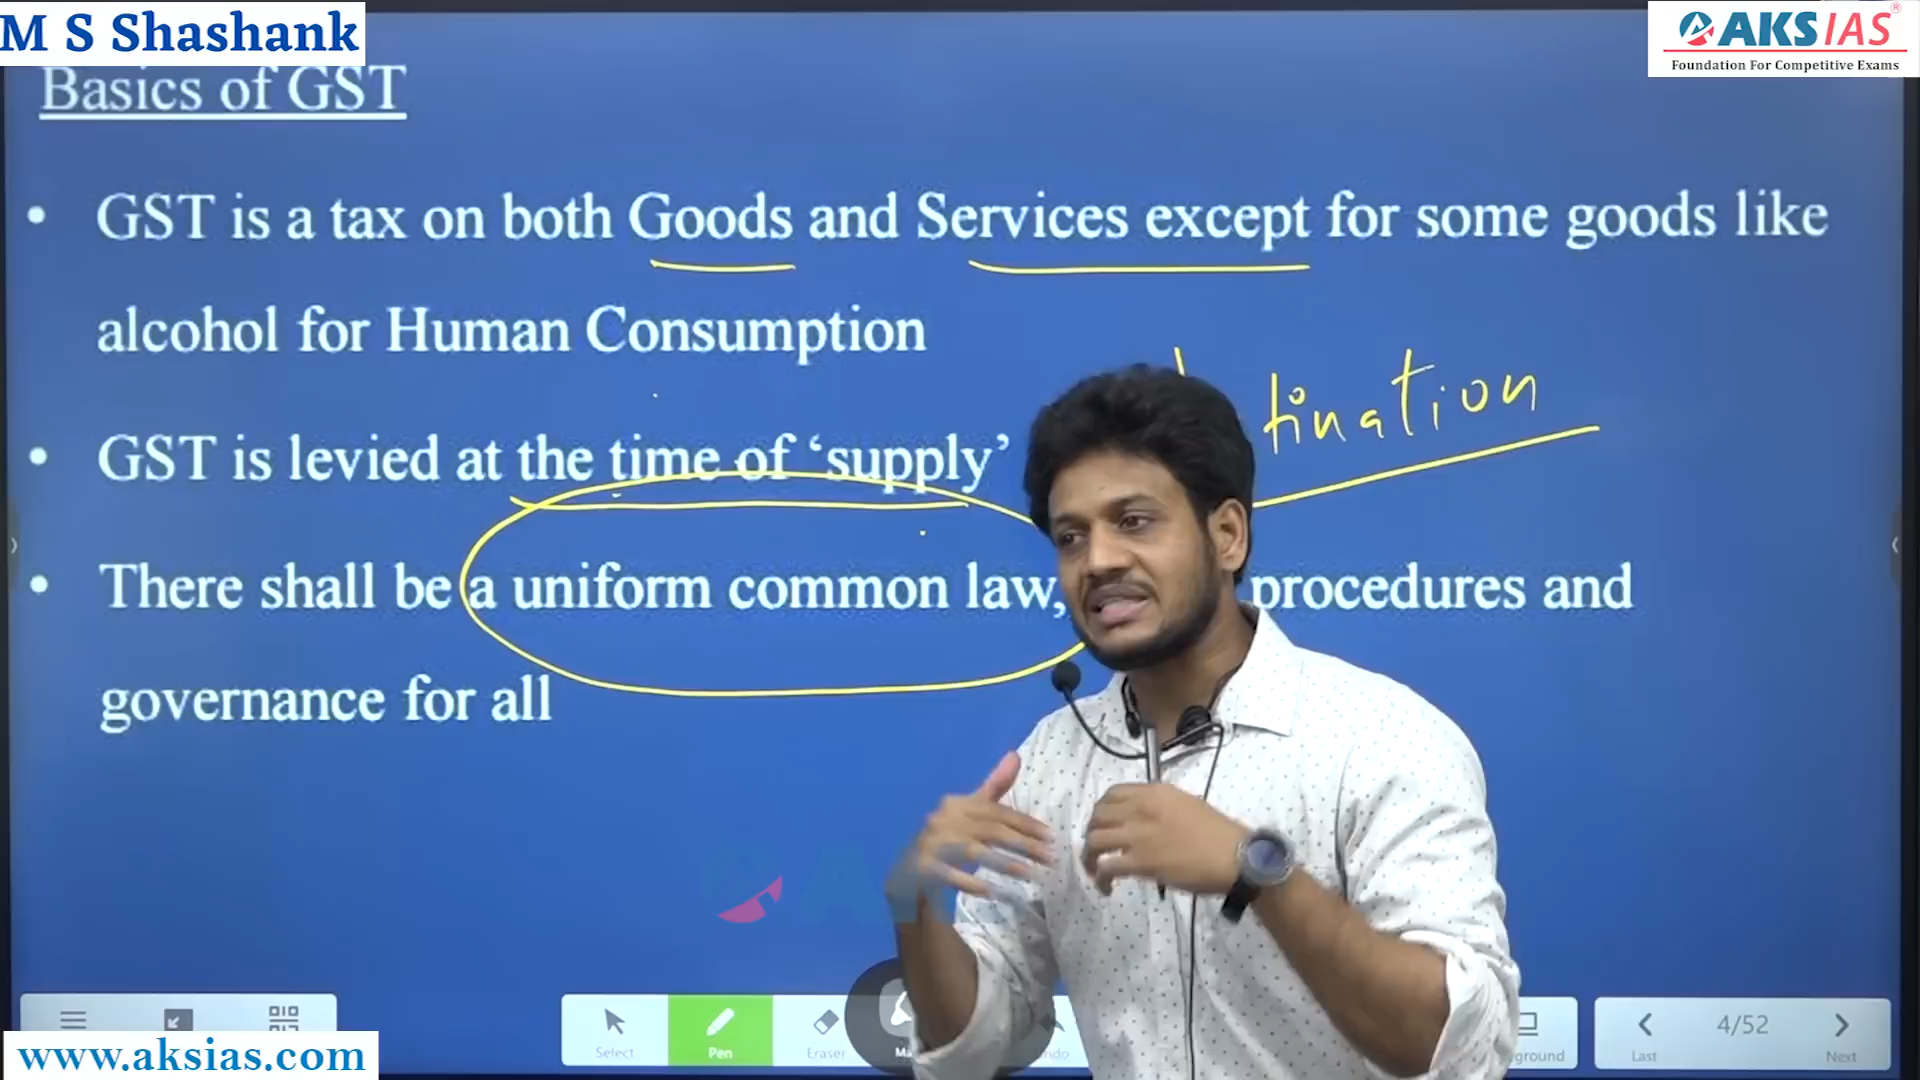 M S Shashank
AKS IAS®
Foundation For Competitive Exams
Basics of GST
• GST is a tax on both Goods and Services except for some goods like
alcohol for Human Consumption
tination
• GST is levied at the time of ‘supply’
• There shall be a uniform common law, procedures and
governance for all
Select Pen Eraser
4/52
Last Next
www.aksias.com